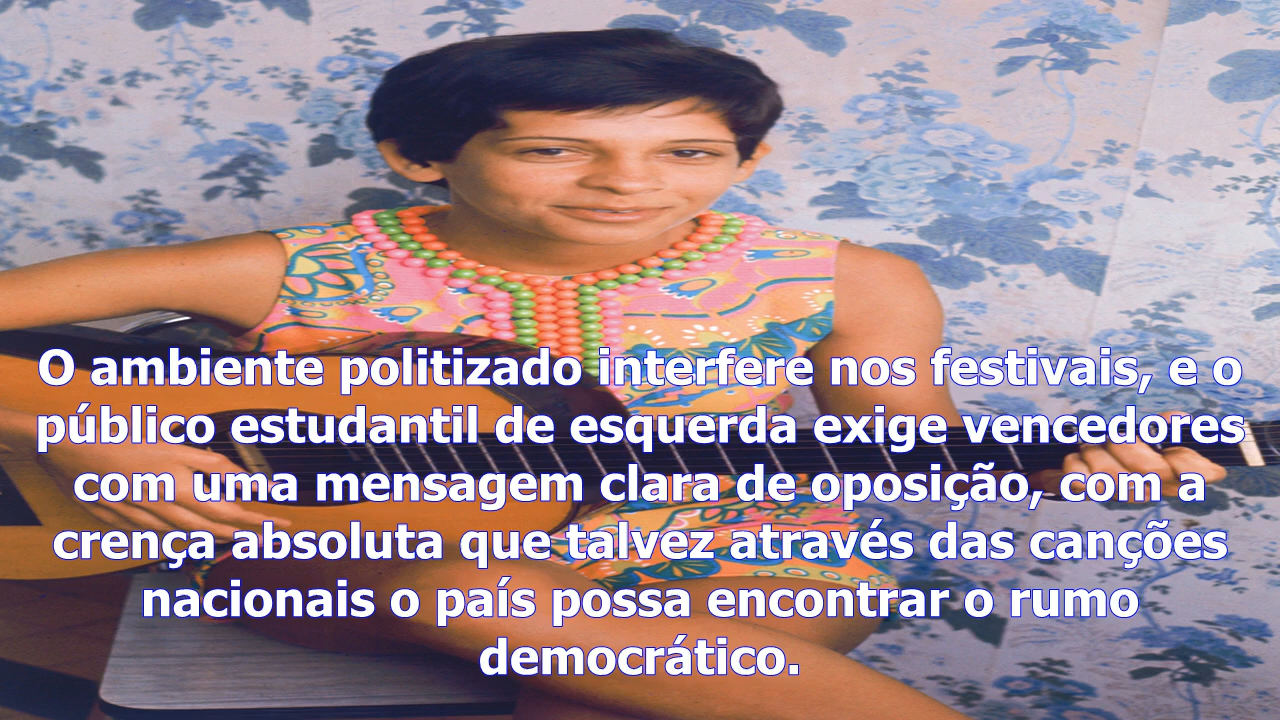 O ambiente politizado interfere nos festivais, e o
público estudantil de esquerda exige vencedores
com uma mensagem clara de oposição, com a
crença absoluta que talvez através das canções
nacionais o país possa encontrar o rumo
democrático.